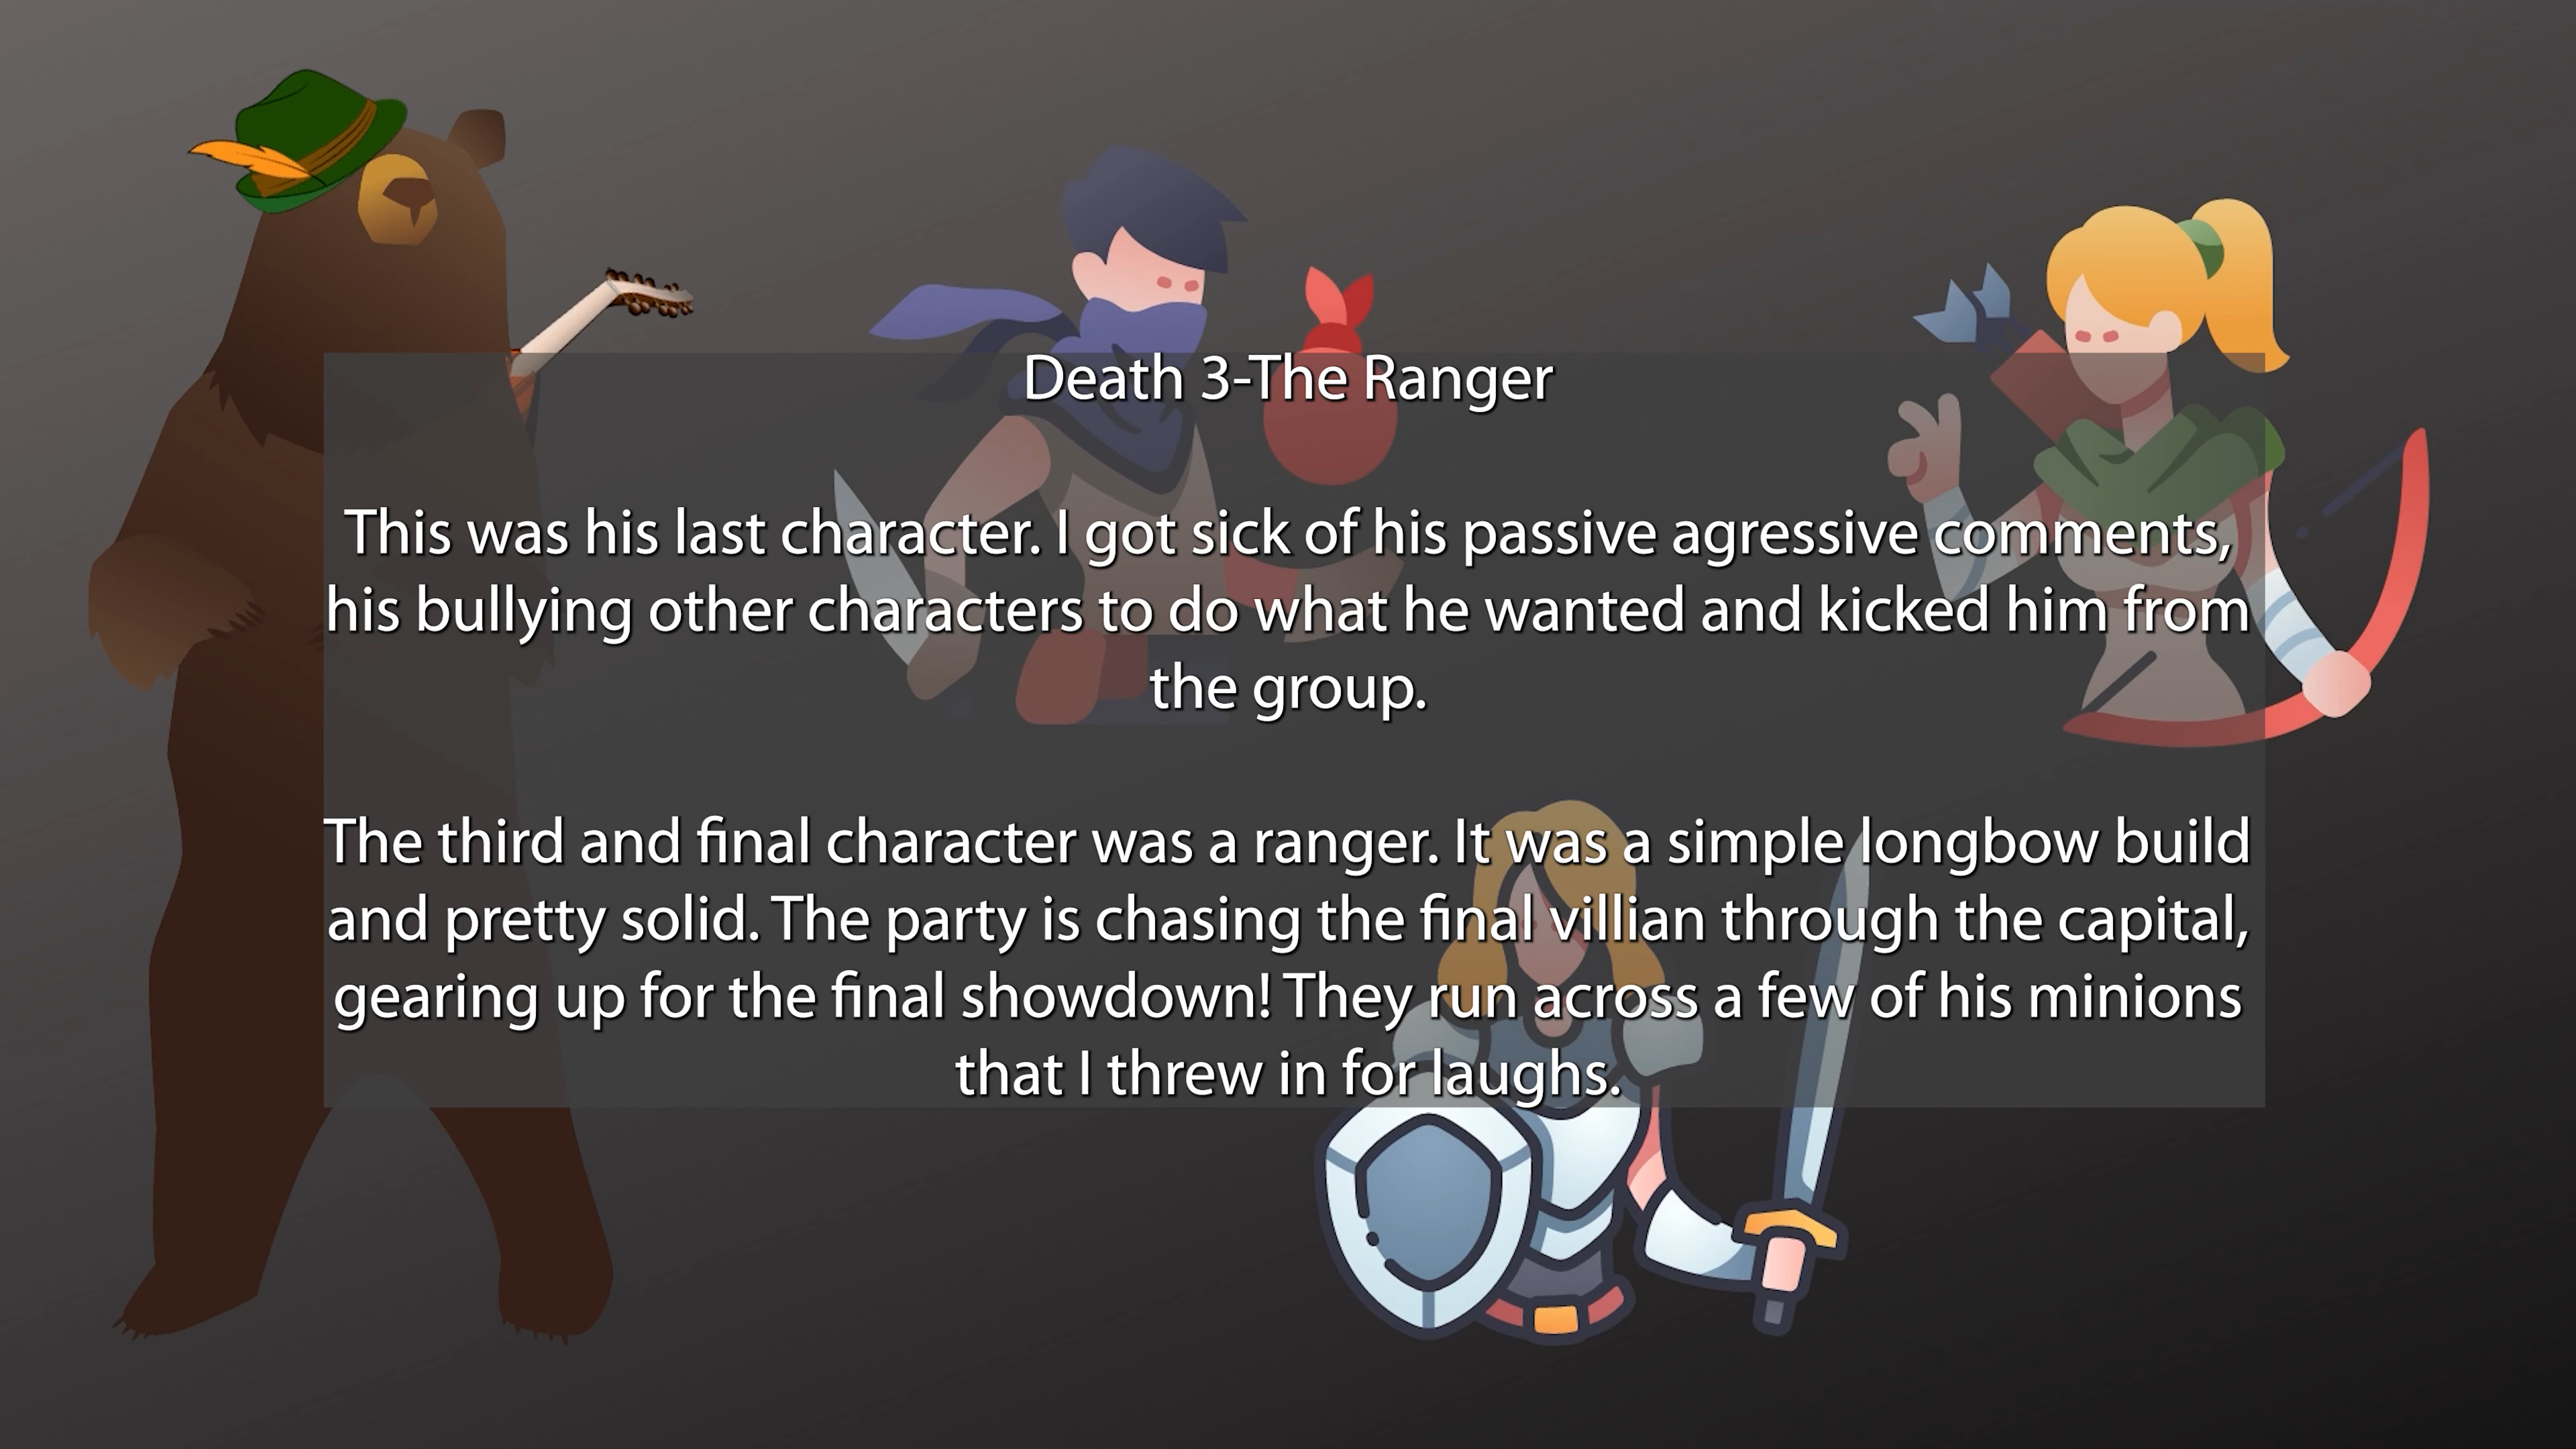 Death 3-The Ranger
This was his last character. I got sick of his passive agressive comments,
his bullying other characters to do what he wanted and kicked him from
the group.
The third and final character was a ranger. It was a simple longbow build
and pretty solid. The party is chasing the final villian through the capital,
gearing up for the final showdown! They run across a few of his minions
that I threw in for laughs.